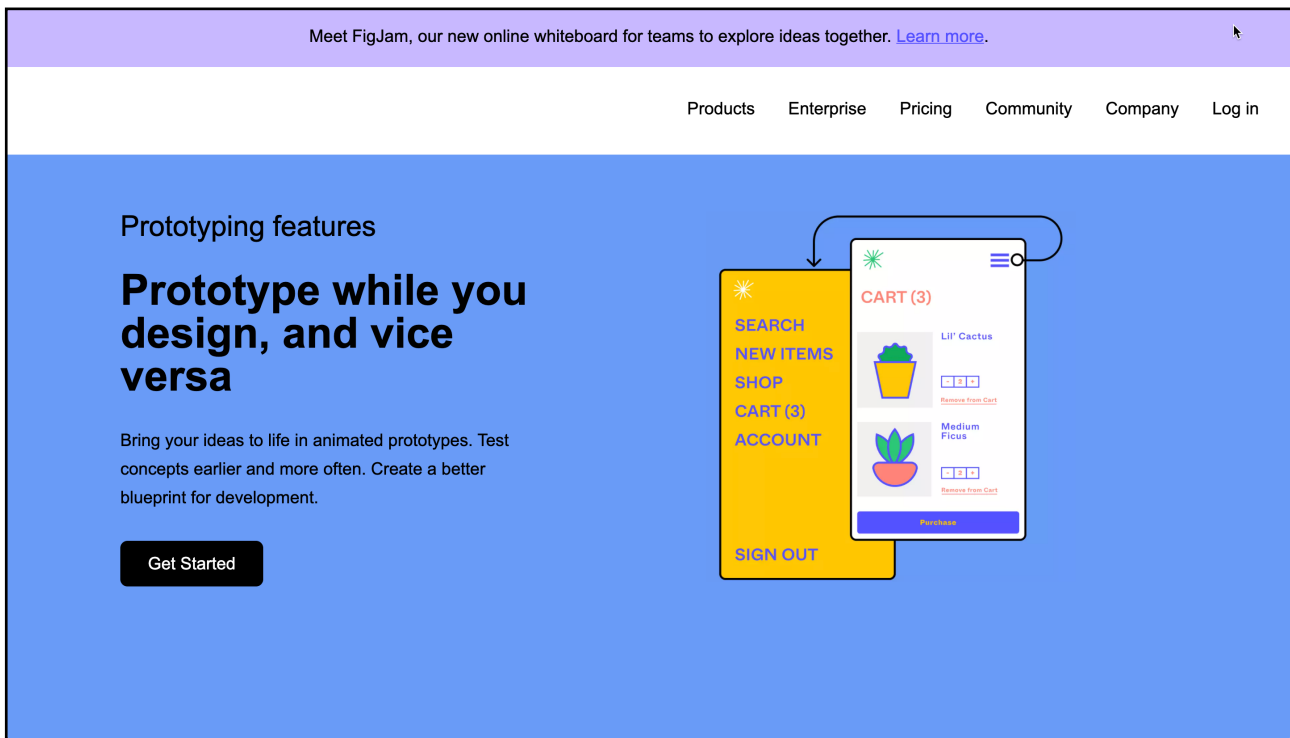 Meet FigJam, our new online whiteboard for teams to explore ideas together. Learn more.
Products Enterprise Pricing Community Company Log in
Prototyping features
Prototype while you
design, and vice
versa
Bring your ideas to life in animated prototypes. Test
concepts earlier and more often. Create a better
blueprint for development.
Get Started
SEARCH
NEW ITEMS
SHOP
CART (3)
ACCOUNT
SIGN OUT
CART (3)
Lil' Cactus
- 3 +
Remove from Cart
Medium
Ficus
- 3 +
Remove from Cart
Purchase